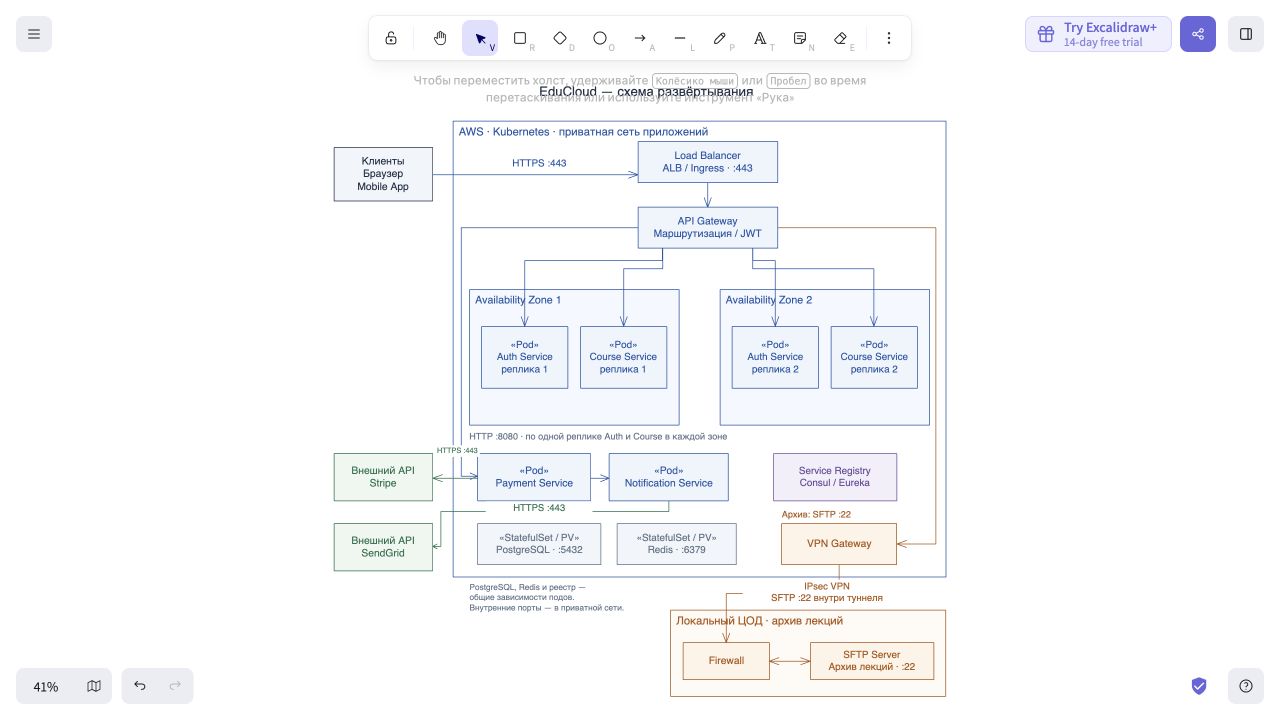 V
R
D
O
A
L
P
T
N
E
Try Excalidraw+
14-day free trial
Чтобы переместить холст, удерживайте Колёсико мыши или Пробел во время
перетаскивания или используйте инструмент «Рука»
EduCloud — схема развёртывания
AWS · Kubernetes · приватная сеть приложений
Клиенты
Браузер
Mobile App
HTTPS :443
Load Balancer
ALB / Ingress · :443
API Gateway
Маршрутизация / JWT
Availability Zone 1
Availability Zone 2
«Pod»
Auth Service
реплика 1
«Pod»
Course Service
реплика 1
«Pod»
Auth Service
реплика 2
«Pod»
Course Service
реплика 2
HTTP :8080 · по одной реплике Auth и Course в каждой зоне
HTTPS :443
Внешний API
Stripe
«Pod»
Payment Service
«Pod»
Notification Service
Service Registry
Consul / Eureka
HTTPS :443
Архив: SFTP :22
Внешний API
SendGrid
«StatefulSet / PV»
PostgreSQL · :5432
«StatefulSet / PV»
Redis · :6379
VPN Gateway
PostgreSQL, Redis и реестр —
общие зависимости подов.
Внутренние порты — в приватной сети.
IPsec VPN
SFTP :22 внутри туннеля
Локальный ЦОД · архив лекций
Firewall
SFTP Server
Архив лекций · :22
41%